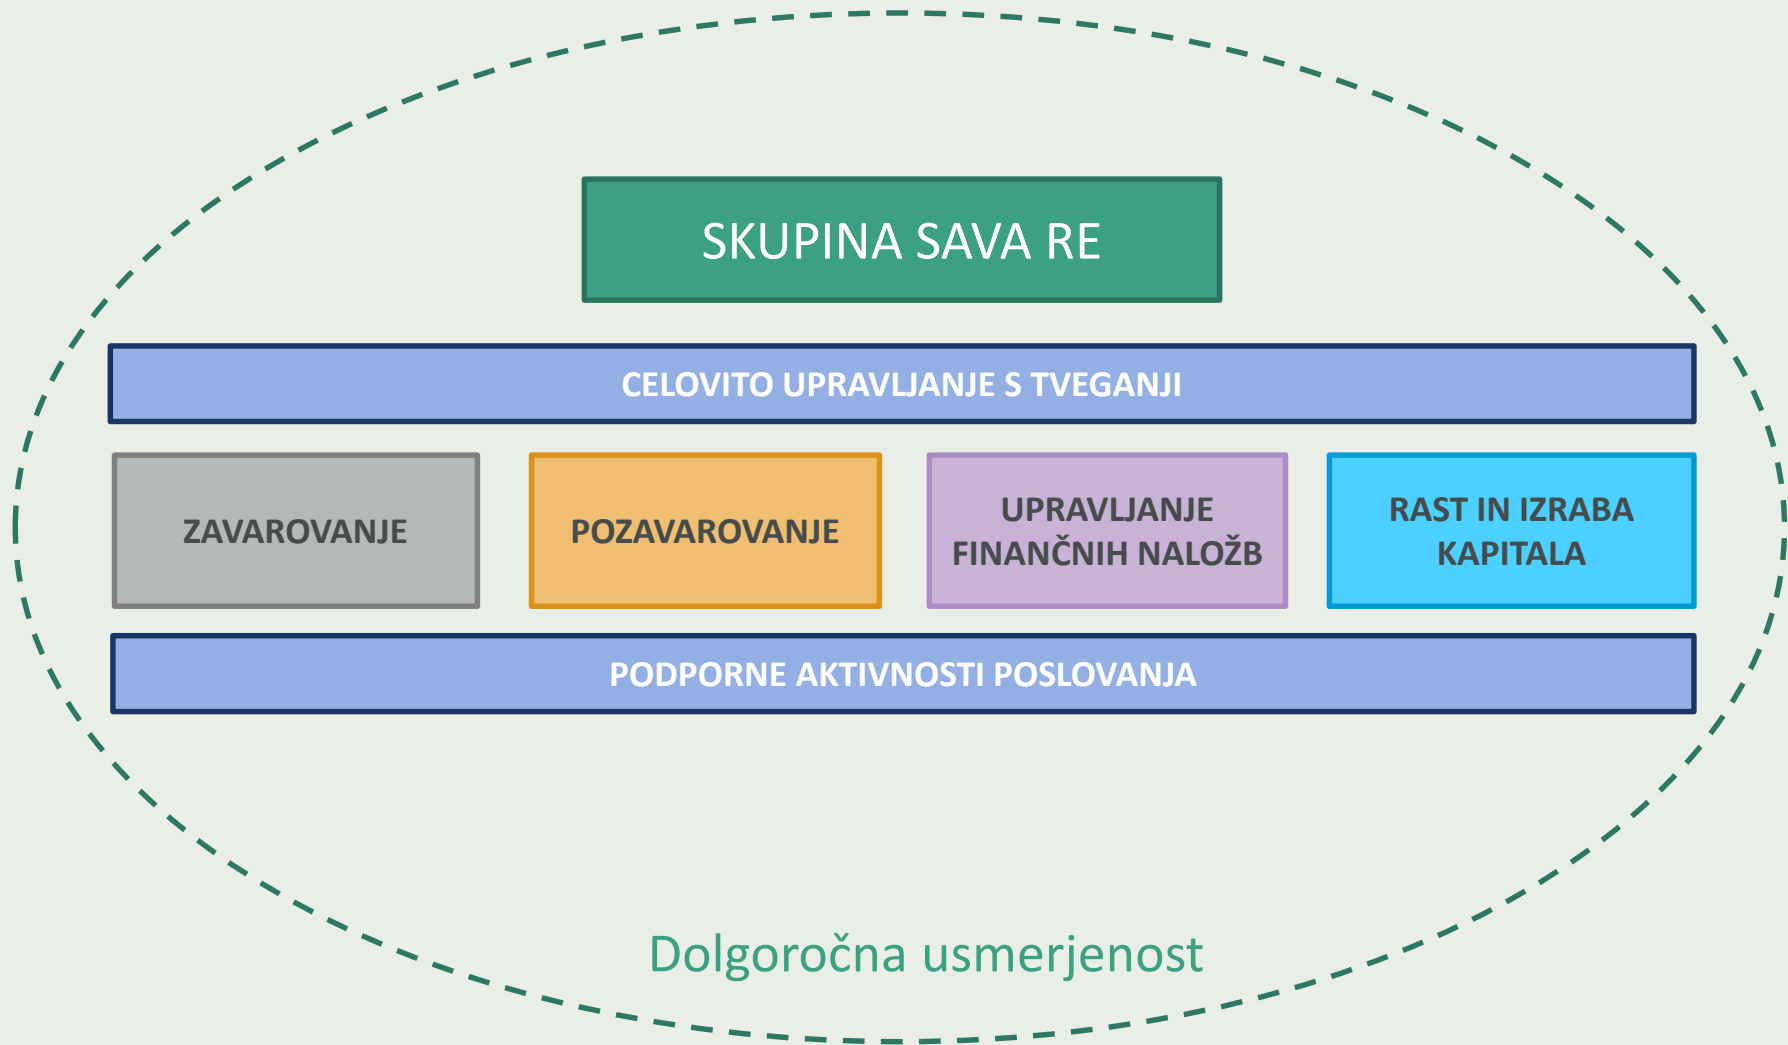 SKUPINA SAVA RE
CELOVITO UPRAVLJANJE S TVEGANJI
ZAVAROVANJE
POZAVAROVANJE
UPRAVLJANJE
FINANČNIH NALOŽB
RAST IN IZRABA
KAPITALA
PODPORNE AKTIVNOSTI POSLOVANJA
Dolgoročna usmerjenost